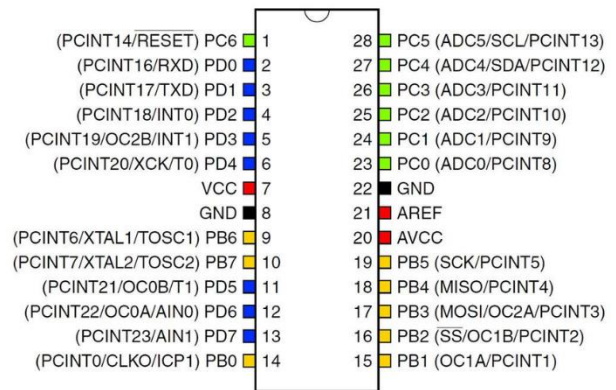 (PCINT14/RESET) PC6 1 28 PC5 (ADC5/SCL/PCINT13)
(PCINT16/RXD) PD0 2 27 PC4 (ADC4/SDA/PCINT12)
(PCINT17/TXD) PD1 3 26 PC3 (ADC3/PCINT11)
(PCINT18/INT0) PD2 4 25 PC2 (ADC2/PCINT10)
(PCINT19/OC2B/INT1) PD3 5 24 PC1 (ADC1/PCINT9)
(PCINT20/XCK/T0) PD4 6 23 PC0 (ADC0/PCINT8)
VCC 7 22 GND
GND 8 21 AREF
(PCINT6/XTAL1/TOSC1) PB6 9 20 AVCC
(PCINT7/XTAL2/TOSC2) PB7 10 19 PB5 (SCK/PCINT5)
(PCINT21/OC0B/T1) PD5 11 18 PB4 (MISO/PCINT4)
(PCINT22/OC0A/AIN0) PD6 12 17 PB3 (MOSI/OC2A/PCINT3)
(PCINT23/AIN1) PD7 13 16 PB2 (SS/OC1B/PCINT2)
(PCINT0/CLKO/ICP1) PB0 14 15 PB1 (OC1A/PCINT1)